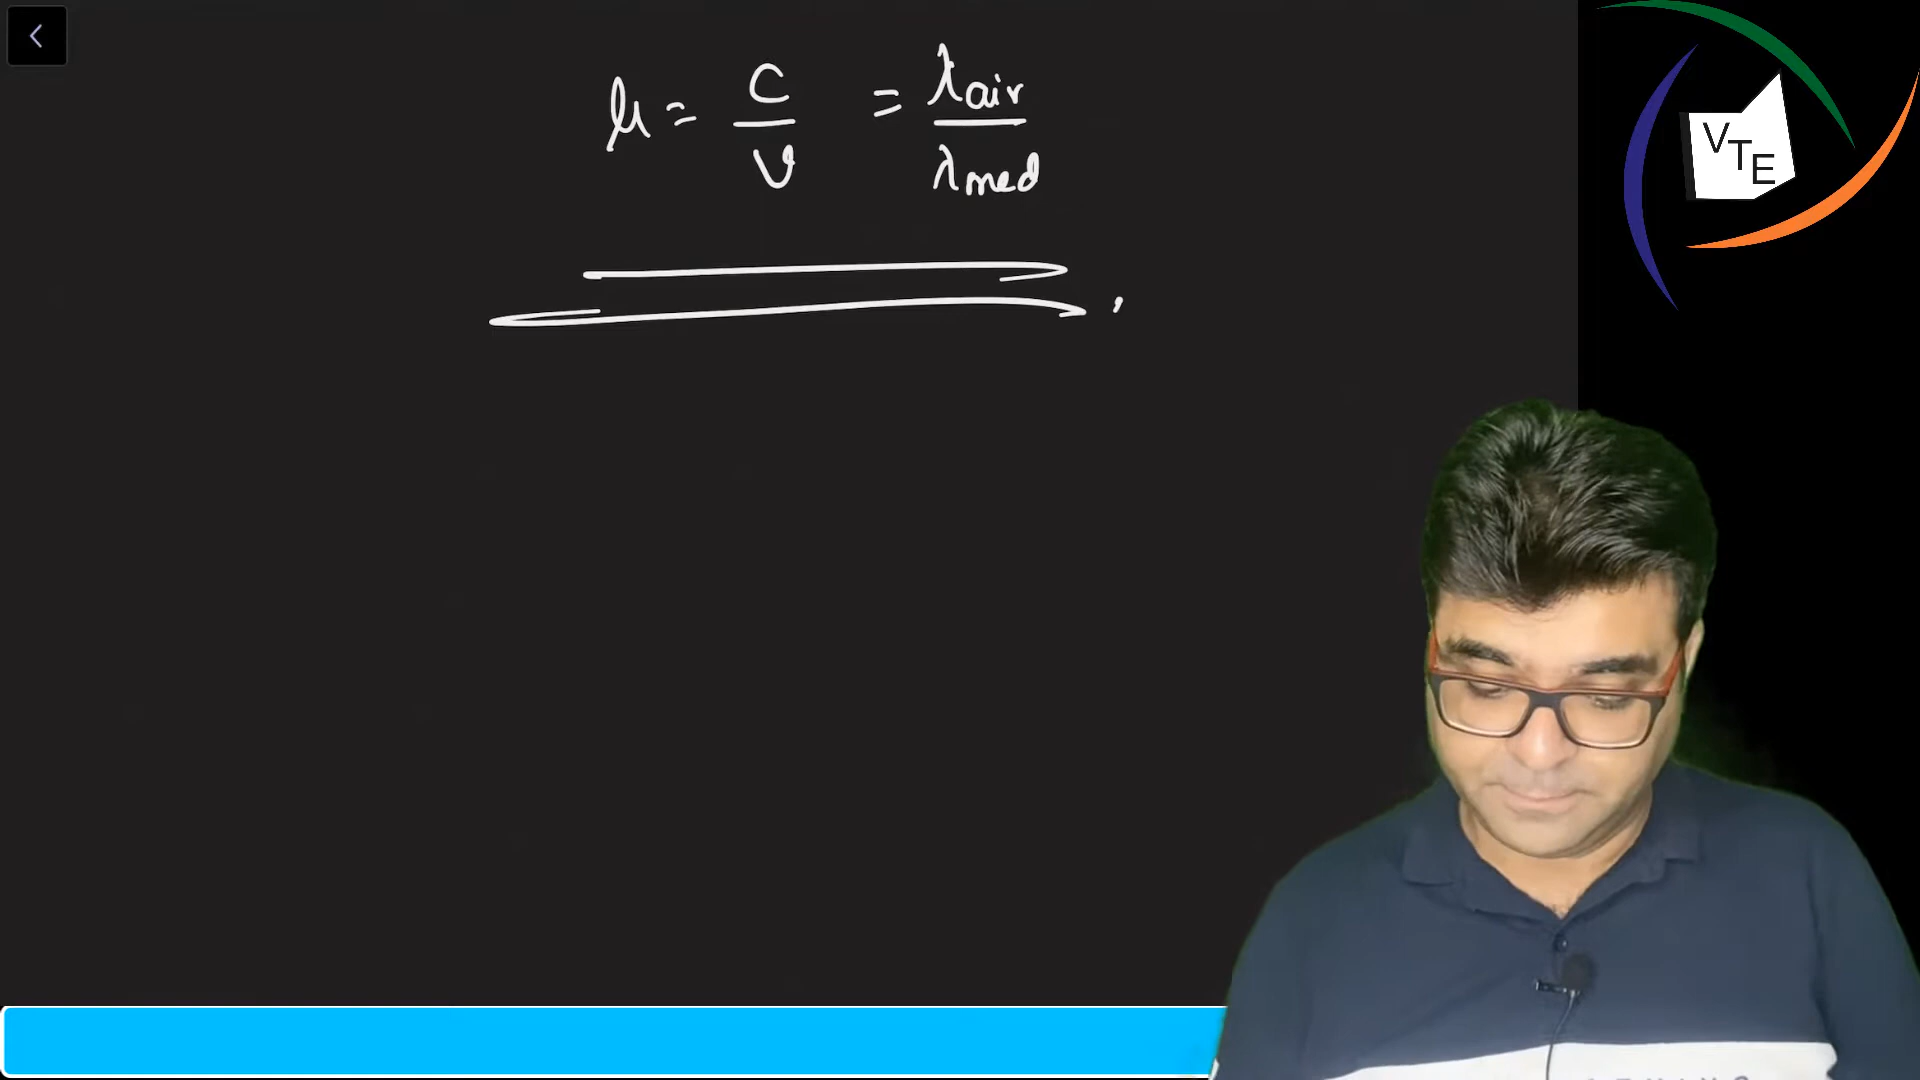 μ = C/v = λair/λmed
VTE